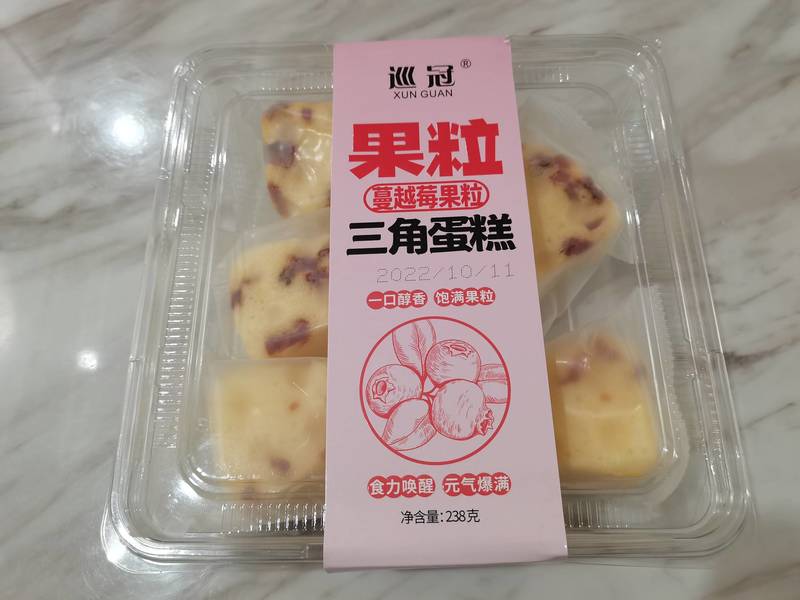 巡冠®
XUN GUAN
果粒
蔓越莓果粒
三角蛋糕
2022/10/11
一口醇香 饱满果粒
食力唤醒 元气爆满
净含量:238克